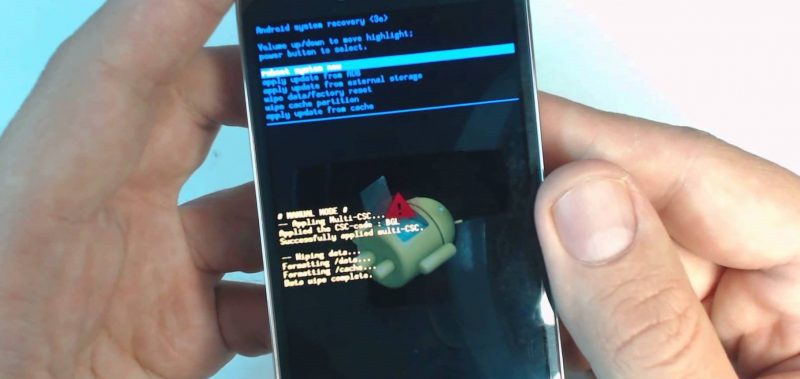 Android system recovery <3e>
Volume up/down to move highlight;
power button to select.
reboot system now
apply update from ADB
apply update from external storage
wipe data/factory reset
wipe cache partition
apply update from cache
# MANUAL MODE #
-- Appling Multi-CSC...
Applied the CSC-code : BGL
Successfully applied multi-CSC.
-- Wiping data...
Formatting /data...
Formatting /cache...
Data wipe complete.